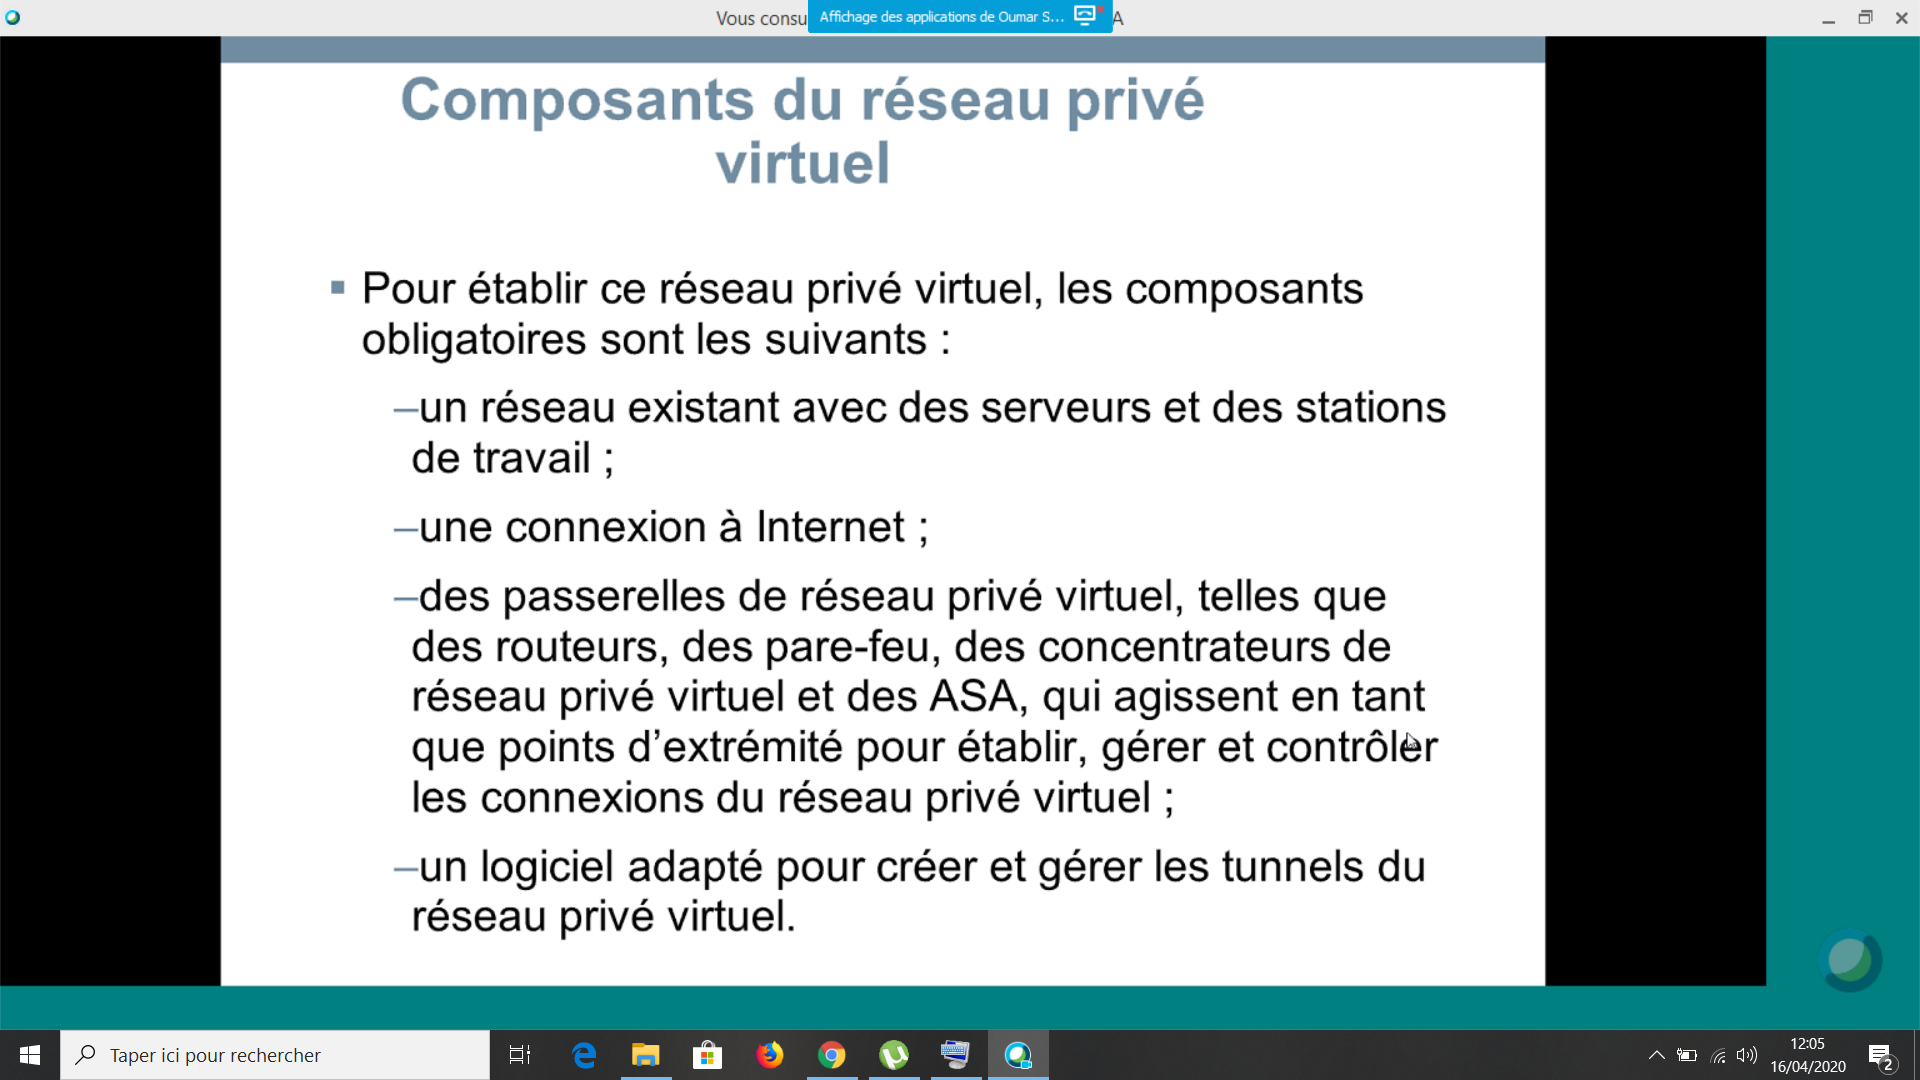 Vous consu
Affichage des applications de Oumar S...
A
Composants du réseau privé
virtuel
Pour établir ce réseau privé virtuel, les composants
obligatoires sont les suivants :
–un réseau existant avec des serveurs et des stations
de travail ;
–une connexion à Internet ;
–des passerelles de réseau privé virtuel, telles que
des routeurs, des pare-feu, des concentrateurs de
réseau privé virtuel et des ASA, qui agissent en tant
que points d’extrémité pour établir, gérer et contrôler
les connexions du réseau privé virtuel ;
–un logiciel adapté pour créer et gérer les tunnels du
réseau privé virtuel.
Taper ici pour rechercher
12:05
16/04/2020
2